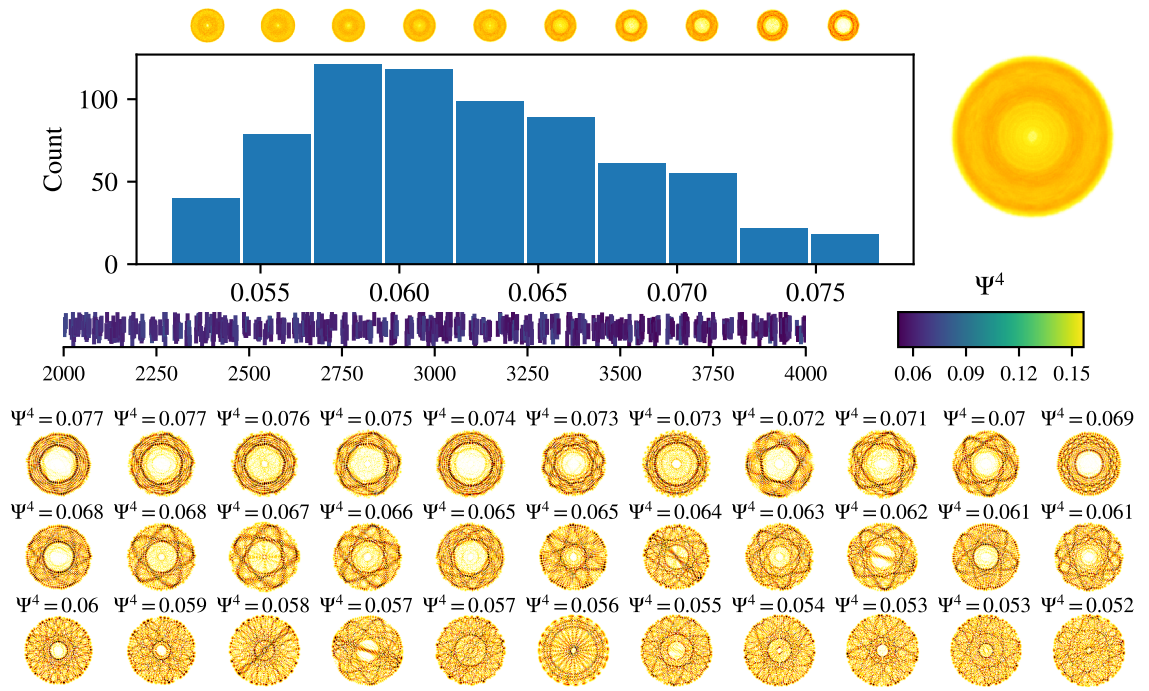 100
50
0
Count
0.055 0.060 0.065 0.070 0.075
Ψ⁴
2000 2250 2500 2750 3000 3250 3500 3750 4000
0.06 0.09 0.12 0.15
Ψ⁴ = 0.077 Ψ⁴ = 0.077 Ψ⁴ = 0.076 Ψ⁴ = 0.075 Ψ⁴ = 0.074 Ψ⁴ = 0.073 Ψ⁴ = 0.073 Ψ⁴ = 0.072 Ψ⁴ = 0.071 Ψ⁴ = 0.07 Ψ⁴ = 0.069
Ψ⁴ = 0.068 Ψ⁴ = 0.068 Ψ⁴ = 0.067 Ψ⁴ = 0.066 Ψ⁴ = 0.065 Ψ⁴ = 0.065 Ψ⁴ = 0.064 Ψ⁴ = 0.063 Ψ⁴ = 0.062 Ψ⁴ = 0.061 Ψ⁴ = 0.061
Ψ⁴ = 0.06 Ψ⁴ = 0.059 Ψ⁴ = 0.058 Ψ⁴ = 0.057 Ψ⁴ = 0.057 Ψ⁴ = 0.056 Ψ⁴ = 0.055 Ψ⁴ = 0.054 Ψ⁴ = 0.053 Ψ⁴ = 0.053 Ψ⁴ = 0.052